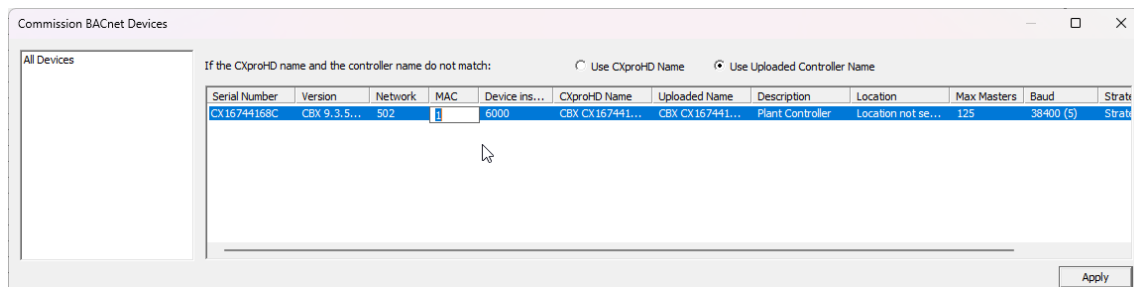 Commission BACnet Devices
All Devices
If the CXproHD name and the controller name do not match: Use CXproHD Name Use Uploaded Controller Name
Serial Number Version Network MAC Device ins... CXproHD Name Uploaded Name Description Location Max Masters Baud Strate
CX16744168C CBX 9.3.5... 502 1 6000 CBX CX167441... CBX CX167441... Plant Controller Location not se... 125 38400 (5) Strate
Apply